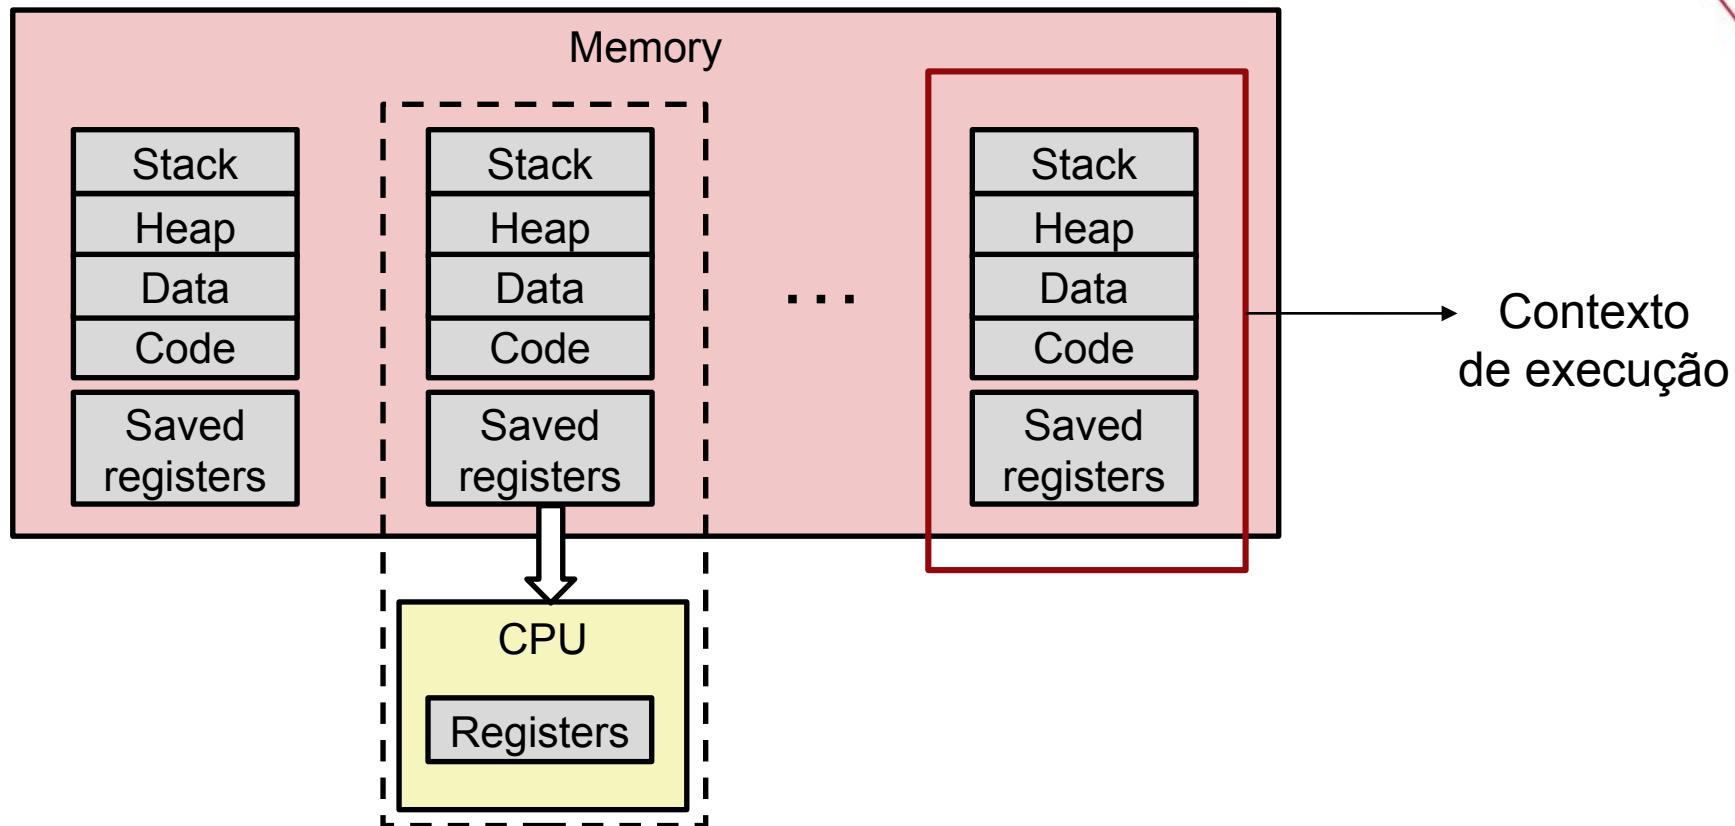 Memory
Stack
Heap
Data
Code
Saved
registers
Stack
Heap
Data
Code
Saved
registers
...
Stack
Heap
Data
Code
Saved
registers
Contexto
de execução
CPU
Registers